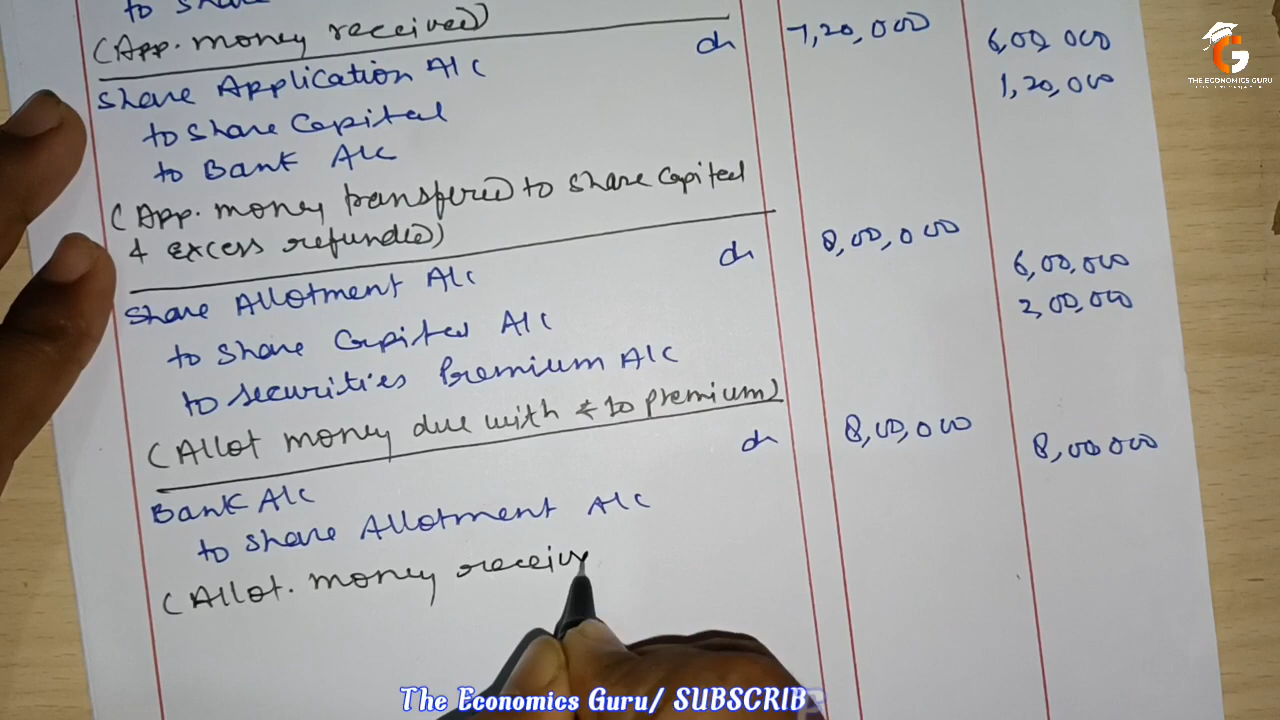 to share
(App. money received)
Share Application A/c dr 7,20,000
to Share Capital 6,00,000
to Bank A/c 1,20,000
(App. money transfered to share capital
& excess refunded)
Share Allotment A/c dr 8,00,000
to share Capital A/c 6,00,000
to securities Premium A/c 2,00,000
(Allot money due with ₹ 10 premium)
Bank A/c dr 8,00,000
to share Allotment A/c 8,00,000
(Allot. money receiv
THE ECONOMICS GURU
The Economics Guru/ SUBSCRIB